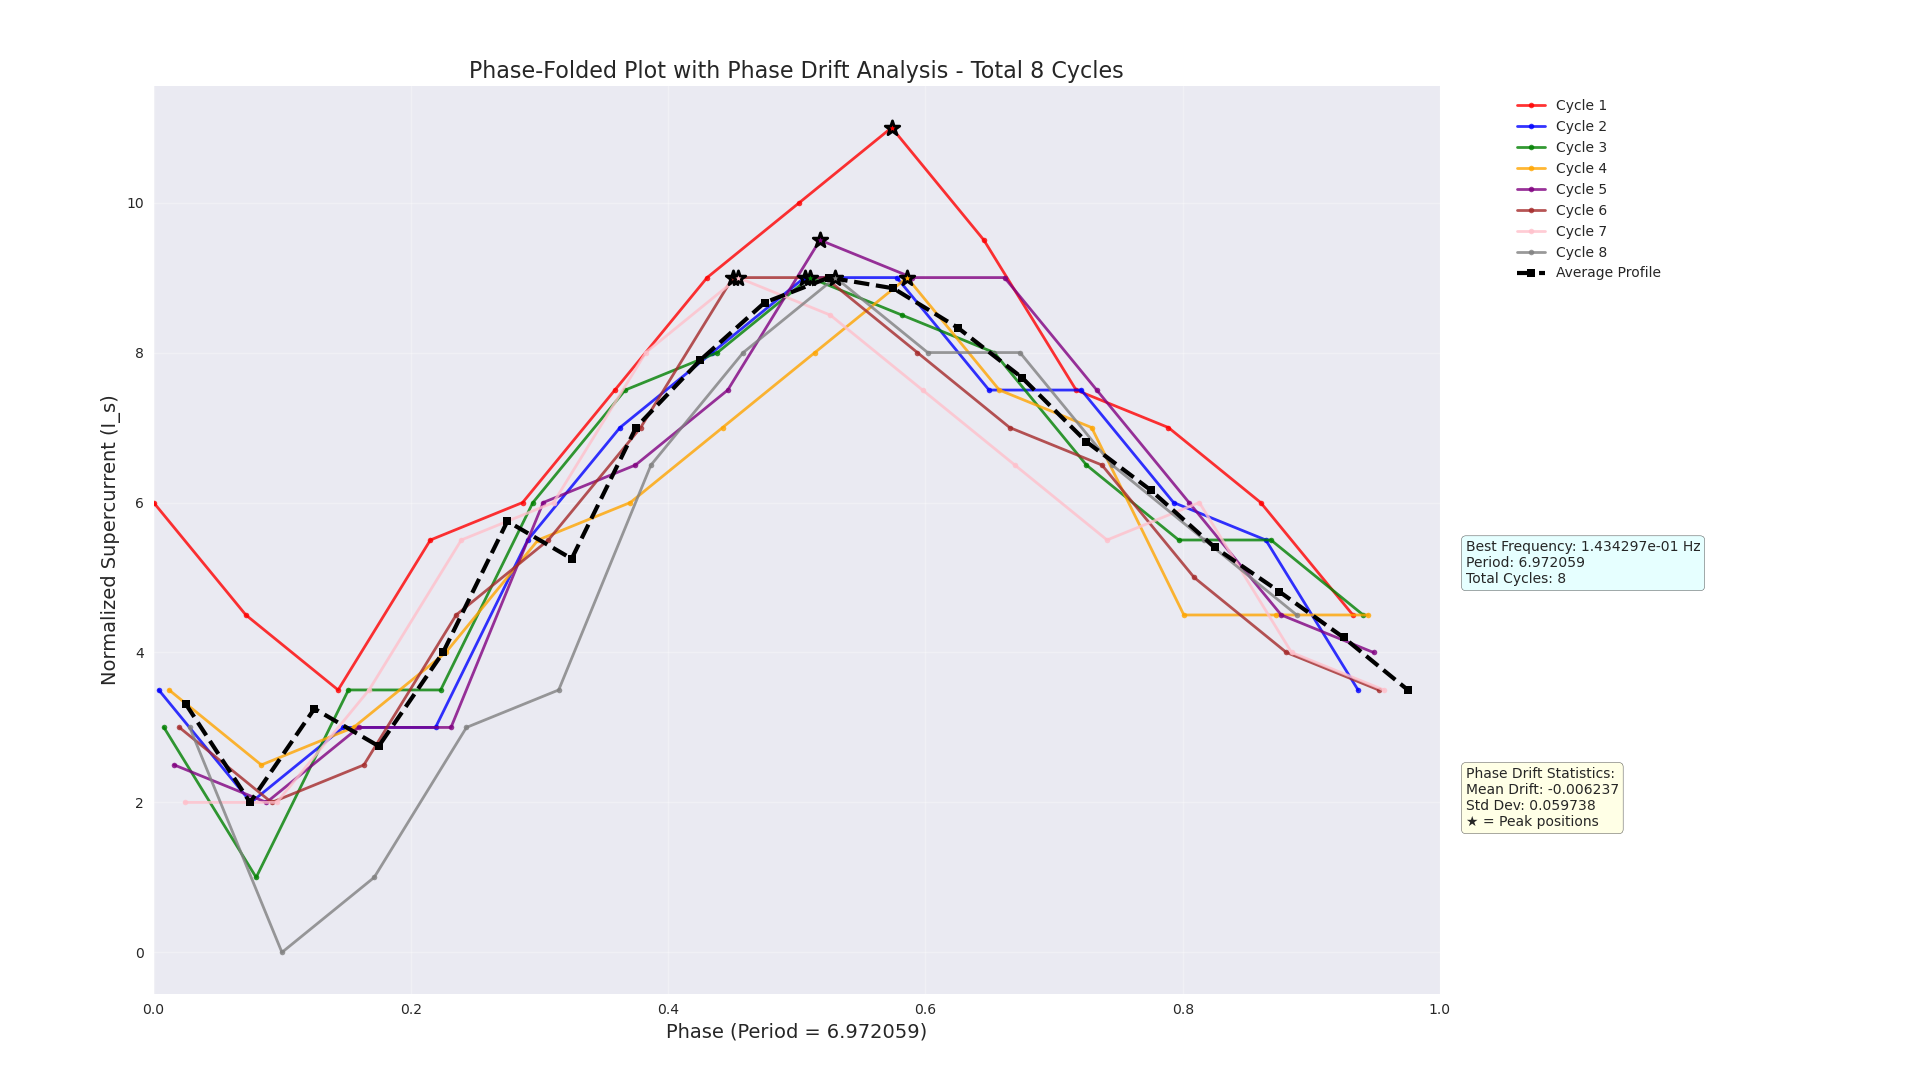 Phase-Folded Plot with Phase Drift Analysis - Total 8 Cycles
Normalized Supercurrent (I_s)
10
8
6
4
2
0
0.0
0.2
0.4
0.6
0.8
1.0
Phase (Period = 6.972059)
Cycle 1
Cycle 2
Cycle 3
Cycle 4
Cycle 5
Cycle 6
Cycle 7
Cycle 8
Average Profile
Best Frequency: 1.434297e-01 Hz
Period: 6.972059
Total Cycles: 8
Phase Drift Statistics:
Mean Drift: -0.006237
Std Dev: 0.059738
★ = Peak positions